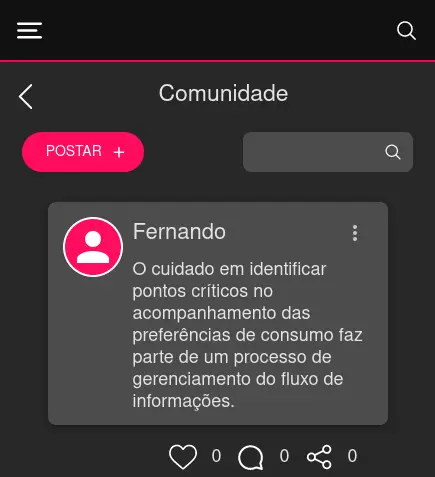 Comunidade
POSTAR +
Fernando
O cuidado em identificar
pontos críticos no
acompanhamento das
preferências de consumo faz
parte de um processo de
gerenciamento do fluxo de
informações.
0 0 0